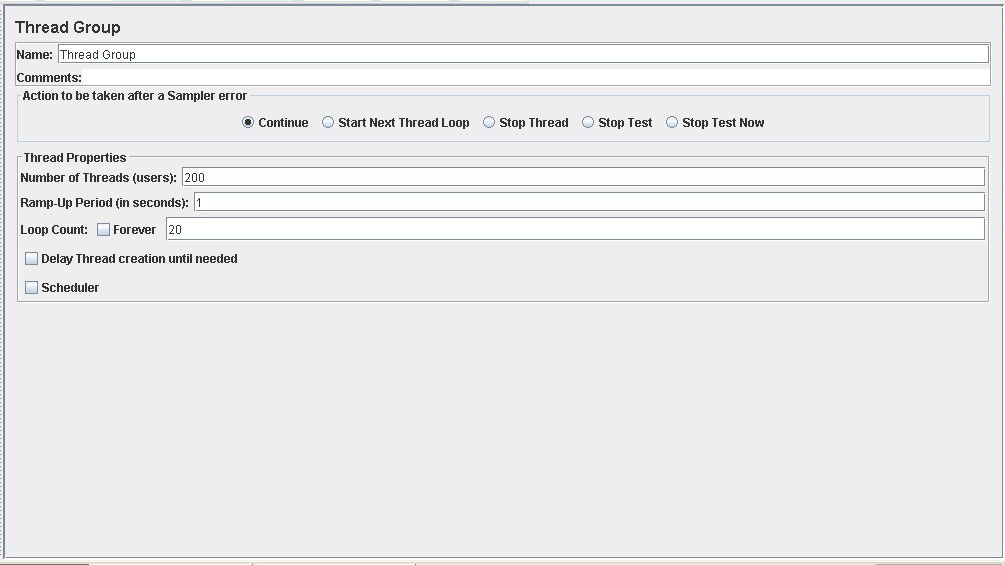 Thread Group
Name: Thread Group
Comments:
Action to be taken after a Sampler error
Continue Start Next Thread Loop Stop Thread Stop Test Stop Test Now
Thread Properties
Number of Threads (users): 200
Ramp-Up Period (in seconds): 1
Loop Count: Forever 20
Delay Thread creation until needed
Scheduler